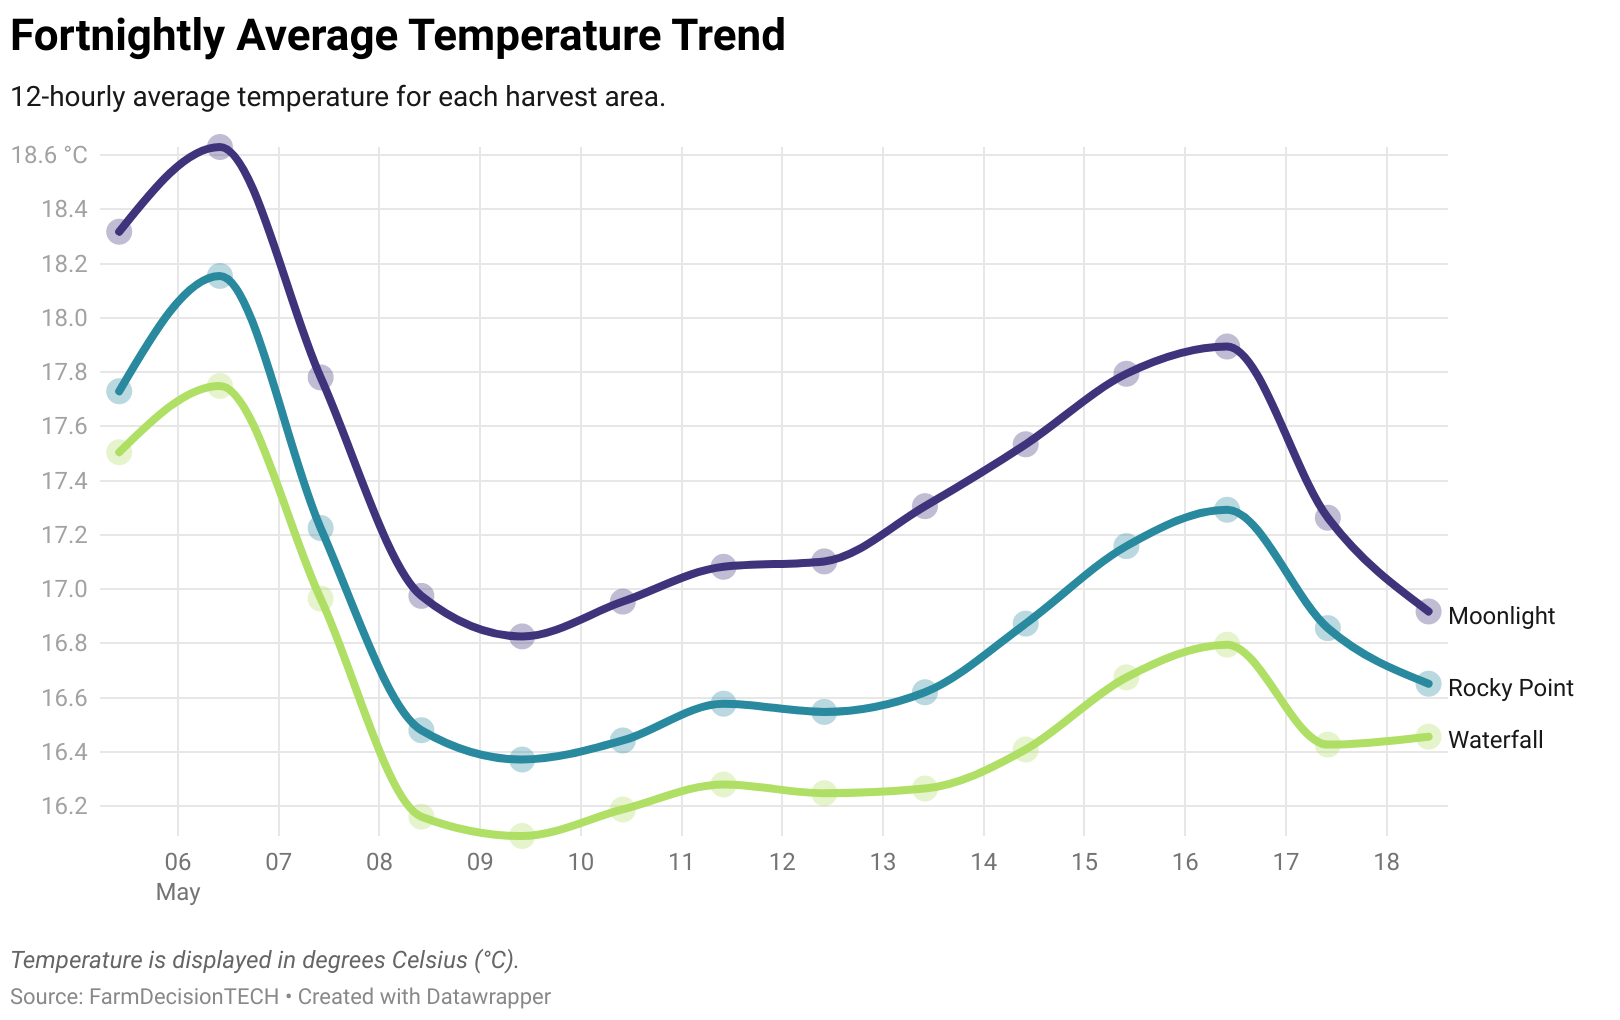 Fortnightly Average Temperature Trend
12-hourly average temperature for each harvest area.
18.6 °C
18.4
18.2
18.0
17.8
17.6
17.4
17.2
17.0
16.8
16.6
16.4
16.2
Moonlight
Rocky Point
Waterfall
06 07 08 09 10 11 12 13 14 15 16 17 18
May
Temperature is displayed in degrees Celsius (°C).
Source: FarmDecisionTECH • Created with Datawrapper